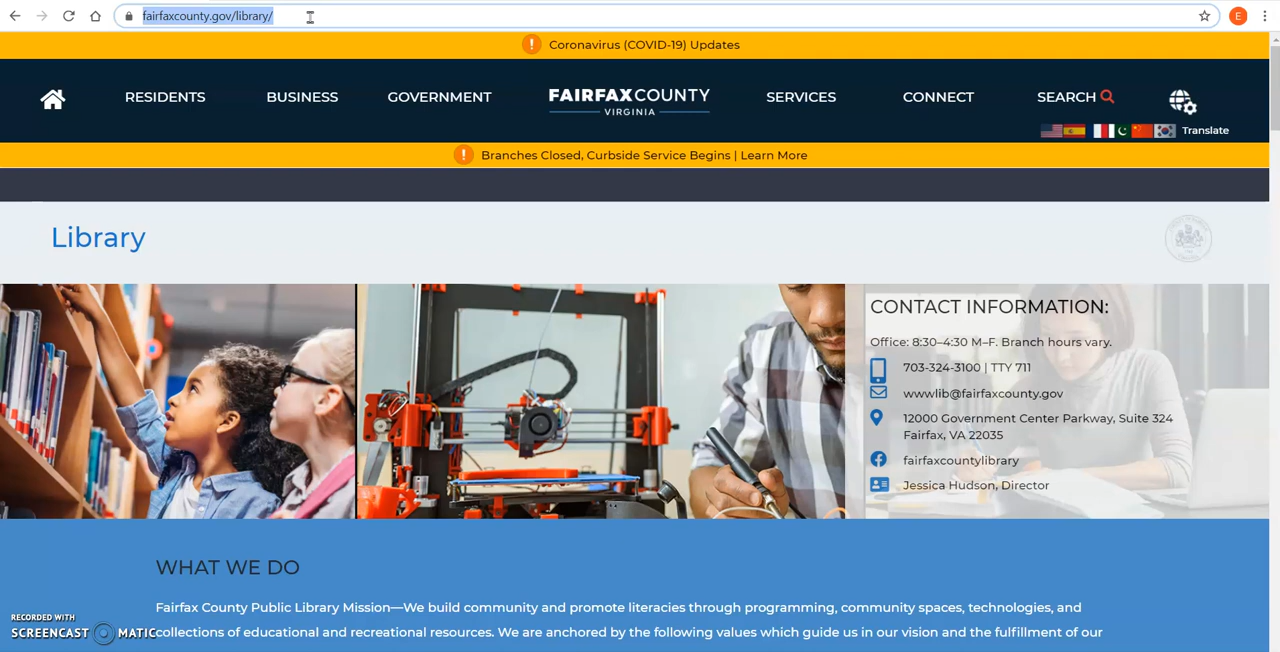 fairfaxcounty.gov/library/
E
Coronavirus (COVID-19) Updates
RESIDENTS
BUSINESS
GOVERNMENT
FAIRFAXCOUNTY
VIRGINIA
SERVICES
CONNECT
SEARCH
Translate
Branches Closed, Curbside Service Begins | Learn More
Library
CONTACT INFORMATION:
Office: 8:30–4:30 M–F. Branch hours vary.
703-324-3100 | TTY 711
wwwlib@fairfaxcounty.gov
12000 Government Center Parkway, Suite 324
Fairfax, VA 22035
fairfaxcountylibrary
Jessica Hudson, Director
WHAT WE DO
Fairfax County Public Library Mission—We build community and promote literacies through programming, community spaces, technologies, and
collections of educational and recreational resources. We are anchored by the following values which guide us in our vision and the fulfillment of our
RECORDED WITH
SCREENCAST MATIC